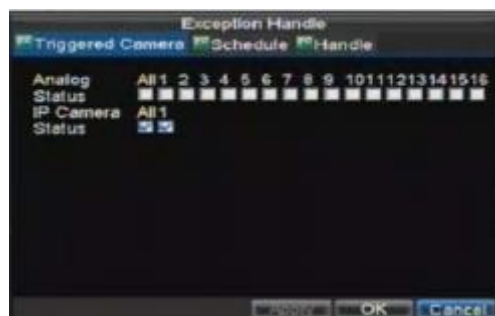 Exception Handle
Triggered Camera Schedule Handle
Analog All 1 2 3 4 5 6 7 8 9 10 11 12 13 14 15 16
Status
IP Camera All 1
Status
Apply OK Cancel